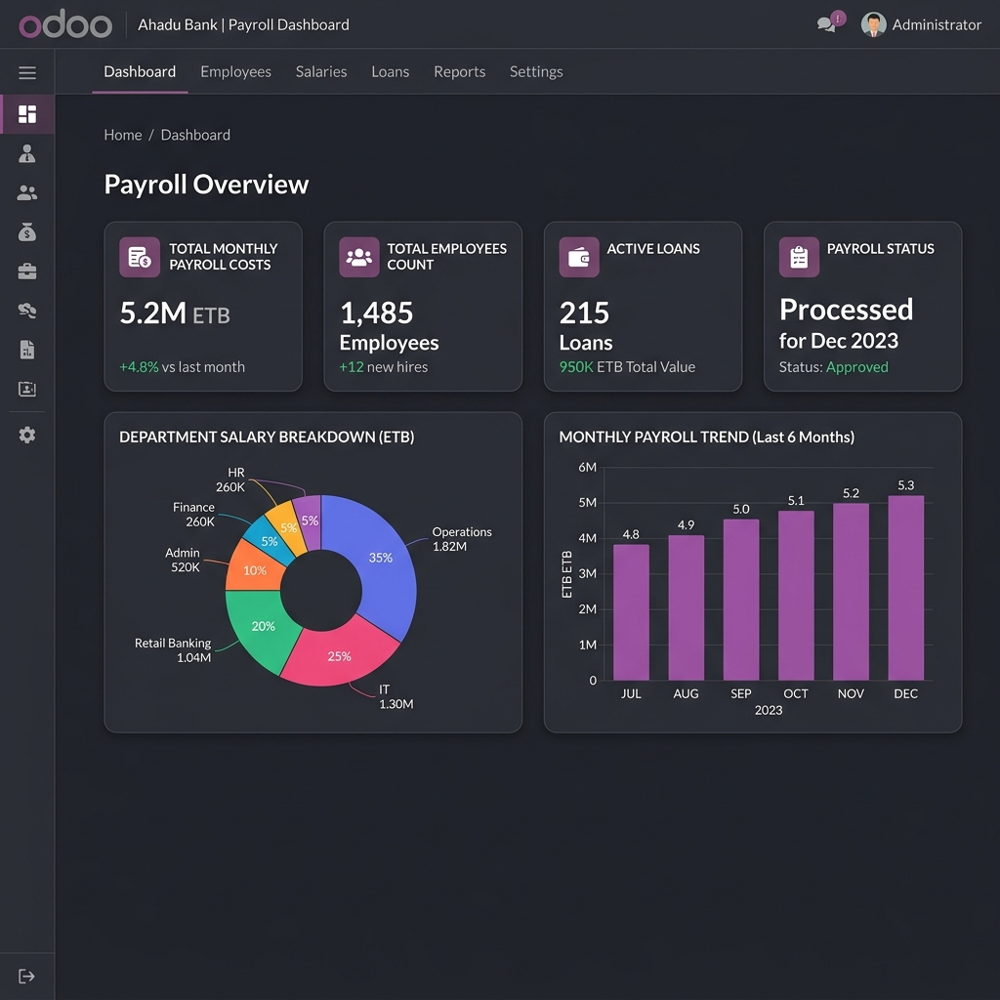 odoo
Ahadu Bank | Payroll Dashboard
!
Administrator
Dashboard
Employees
Salaries
Loans
Reports
Settings
Home / Dashboard
Payroll Overview
TOTAL MONTHLY
PAYROLL COSTS
5.2M ETB
+4.8% vs last month
TOTAL EMPLOYEES
COUNT
1,485
Employees
+12 new hires
ACTIVE LOANS
215
Loans
950K ETB Total Value
PAYROLL STATUS
Processed
for Dec 2023
Status: Approved
DEPARTMENT SALARY BREAKDOWN (ETB)
HR
260K
Finance
260K
Admin
520K
Retail Banking
1.04M
Operations
1.82M
IT
1.30M
5%
5%
5%
10%
20%
25%
35%
MONTHLY PAYROLL TREND (Last 6 Months)
6M
5M
4M
3M
2M
1M
0
ETB ETB
4.8
4.9
5.0
5.1
5.2
5.3
JUL
AUG
SEP
OCT
NOV
DEC
2023